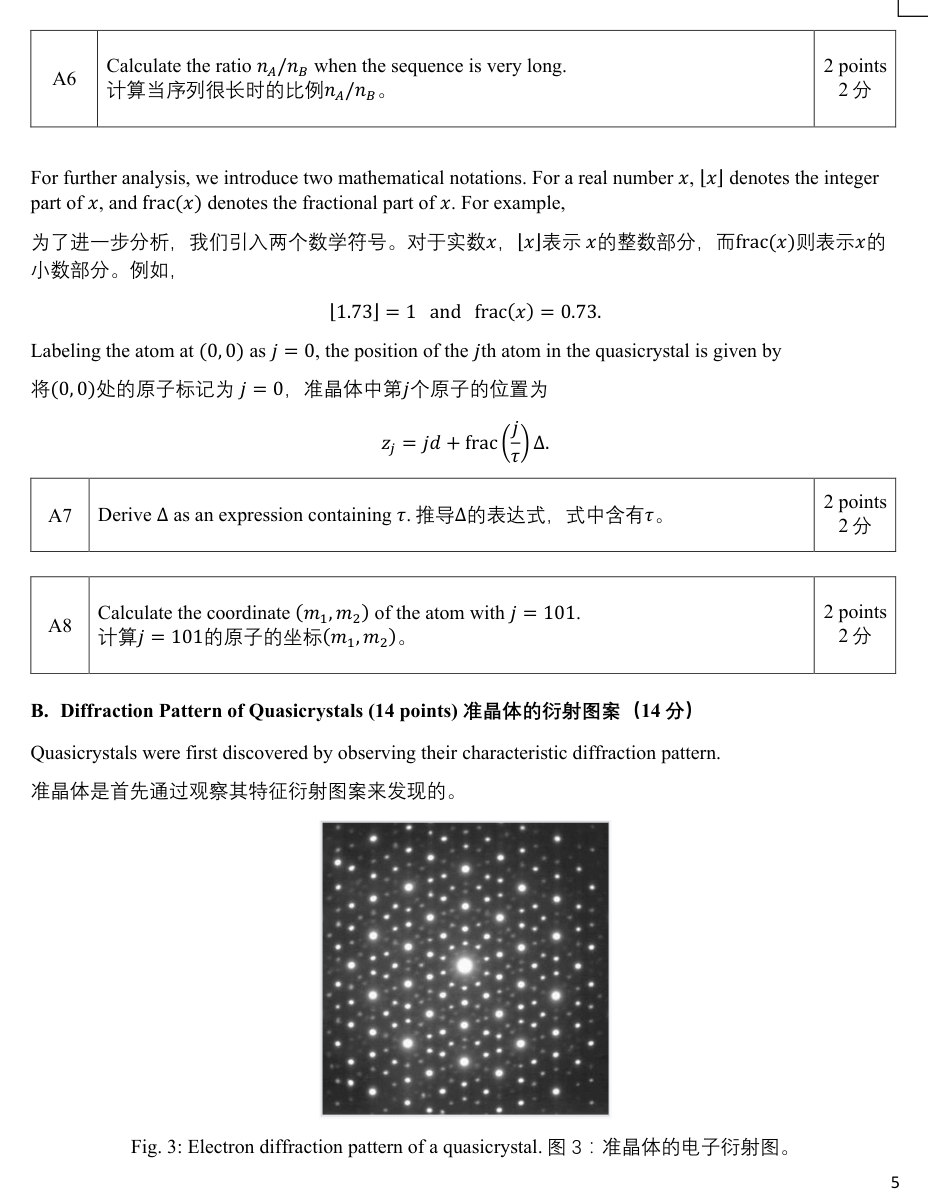 A6
Calculate the ratio n_A/n_B when the sequence is very long.
计算当序列很长时的比例n_A/n_B。
2 points
2 分
For further analysis, we introduce two mathematical notations. For a real number x, ⌊x⌋ denotes the integer
part of x, and frac(x) denotes the fractional part of x. For example,
为了进一步分析，我们引入两个数学符号。对于实数x，⌊x⌋表示 x的整数部分，而frac(x)则表示x的
小数部分。例如，
⌊1.73⌋ = 1 and frac(x) = 0.73.
Labeling the atom at (0, 0) as j = 0, the position of the jth atom in the quasicrystal is given by
将(0, 0)处的原子标记为 j = 0，准晶体中第j个原子的位置为
z_j = jd + frac(j/τ) Δ.
A7
Derive Δ as an expression containing τ. 推导Δ的表达式，式中含有τ。
2 points
2 分
A8
Calculate the coordinate (m_1, m_2) of the atom with j = 101.
计算j = 101的原子的坐标(m_1, m_2)。
2 points
2 分
B. Diffraction Pattern of Quasicrystals (14 points) 准晶体的衍射图案（14 分）
Quasicrystals were first discovered by observing their characteristic diffraction pattern.
准晶体是首先通过观察其特征衍射图案来发现的。
Fig. 3: Electron diffraction pattern of a quasicrystal. 图 3：准晶体的电子衍射图。
5